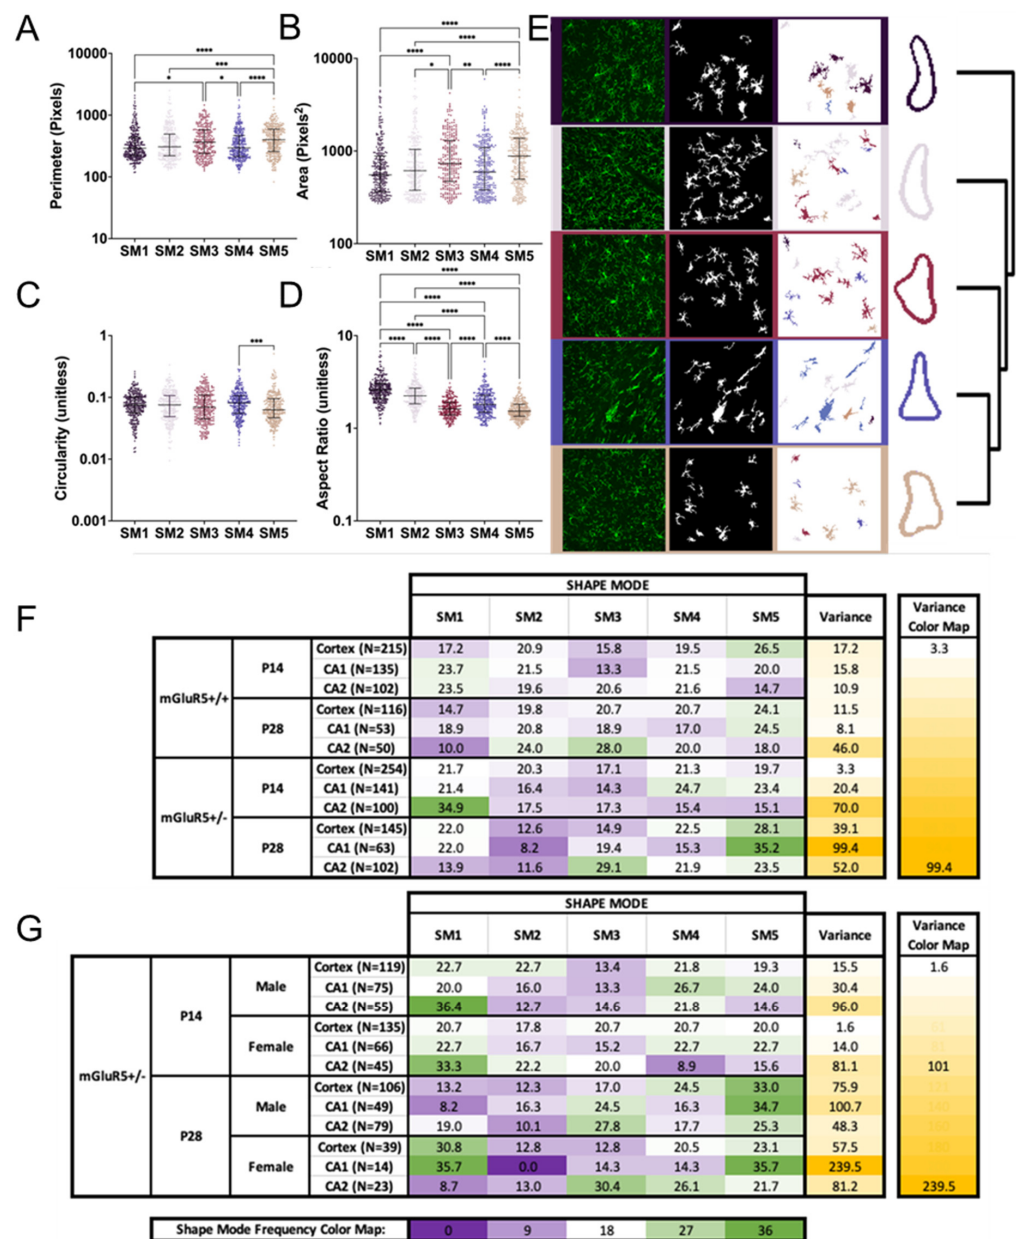 A
Perimeter (Pixels)
10000
1000
100
10
****
***
****
* * ****
SM1 SM2 SM3 SM4 SM5
B
Area (Pixels²)
10000
1000
100
****
****
****
* ** ****
SM1 SM2 SM3 SM4 SM5
C
Circularity (unitless)
1
0.1
0.01
0.001
***
SM1 SM2 SM3 SM4 SM5
D
Aspect Ratio (unitless)
10
1
0.1
****
****
****
****
****
**** **** **** ****
SM1 SM2 SM3 SM4 SM5
E
F
SHAPE MODE
SM1 SM2 SM3 SM4 SM5 Variance Variance Color Map
mGluR5+/+ P14 Cortex (N=215) 17.2 20.9 15.8 19.5 26.5 17.2 3.3
CA1 (N=135) 23.7 21.5 13.3 21.5 20.0 15.8
CA2 (N=102) 23.5 19.6 20.6 21.6 14.7 10.9
P28 Cortex (N=116) 14.7 19.8 20.7 20.7 24.1 11.5
CA1 (N=53) 18.9 20.8 18.9 17.0 24.5 8.1
CA2 (N=50) 10.0 24.0 28.0 20.0 18.0 46.0
mGluR5+/- P14 Cortex (N=254) 21.7 20.3 17.1 21.3 19.7 3.3
CA1 (N=141) 21.4 16.4 14.3 24.7 23.4 20.4
CA2 (N=100) 34.9 17.5 17.3 15.4 15.1 70.0
P28 Cortex (N=145) 22.0 12.6 14.9 22.5 28.1 39.1
CA1 (N=63) 22.0 8.2 19.4 15.3 35.2 99.4
CA2 (N=102) 13.9 11.6 29.1 21.9 23.5 52.0 99.4
G
SHAPE MODE
SM1 SM2 SM3 SM4 SM5 Variance Variance Color Map
mGluR5+/- P14 Male Cortex (N=119) 22.7 22.7 13.4 21.8 19.3 15.5 1.6
CA1 (N=75) 20.0 16.0 13.3 26.7 24.0 30.4
CA2 (N=55) 36.4 12.7 14.6 21.8 14.6 96.0
Female Cortex (N=135) 20.7 17.8 20.7 20.7 20.0 1.6
CA1 (N=66) 22.7 16.7 15.2 22.7 22.7 14.0
CA2 (N=45) 33.3 22.2 20.0 8.9 15.6 81.1 101
P28 Male Cortex (N=106) 13.2 12.3 17.0 24.5 33.0 75.9
CA1 (N=49) 8.2 16.3 24.5 16.3 34.7 100.7
CA2 (N=79) 19.0 10.1 27.8 17.7 25.3 48.3
Female Cortex (N=39) 30.8 12.8 12.8 20.5 23.1 57.5
CA1 (N=14) 35.7 0.0 14.3 14.3 35.7 239.5
CA2 (N=23) 8.7 13.0 30.4 26.1 21.7 81.2 239.5
Shape Mode Frequency Color Map: 0 9 18 27 36